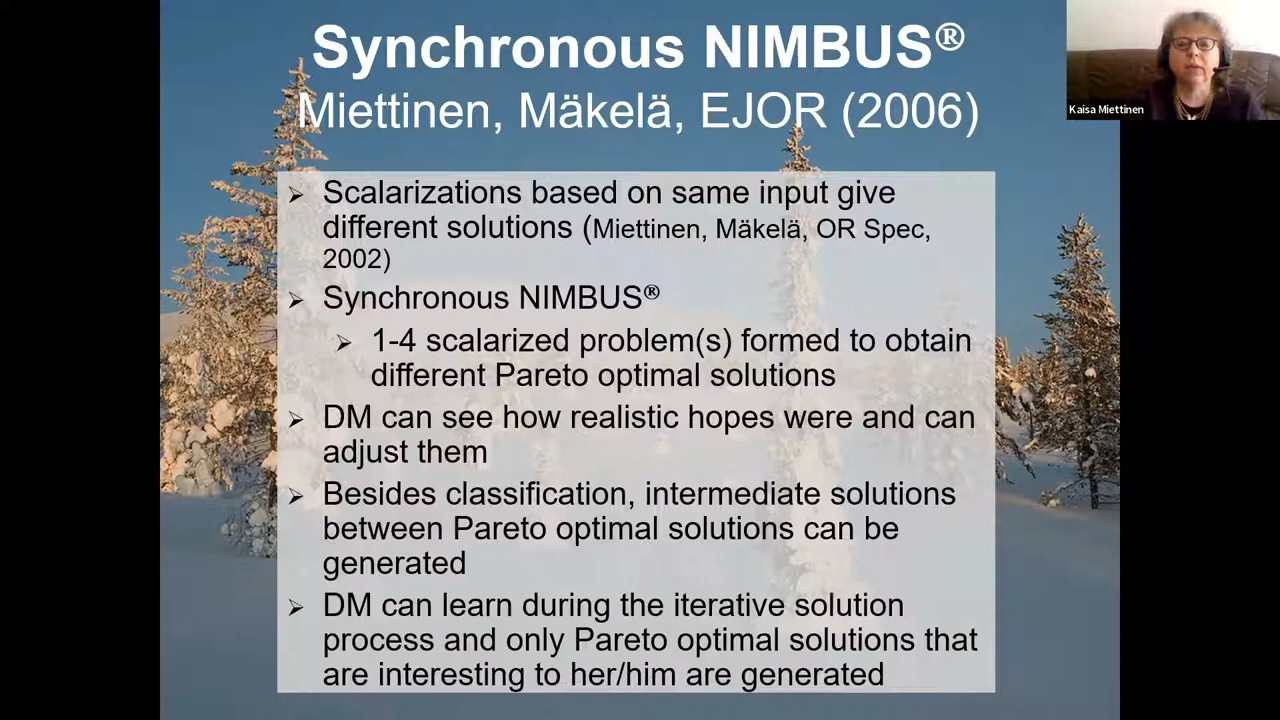 Synchronous NIMBUS®
Miettinen, Mäkelä, EJOR (2006)
Kaisa Miettinen
➢ Scalarizations based on same input give
different solutions (Miettinen, Mäkelä, OR Spec,
2002)
➢ Synchronous NIMBUS®
➢ 1-4 scalarized problem(s) formed to obtain
different Pareto optimal solutions
➢ DM can see how realistic hopes were and can
adjust them
➢ Besides classification, intermediate solutions
between Pareto optimal solutions can be
generated
➢ DM can learn during the iterative solution
process and only Pareto optimal solutions that
are interesting to her/him are generated